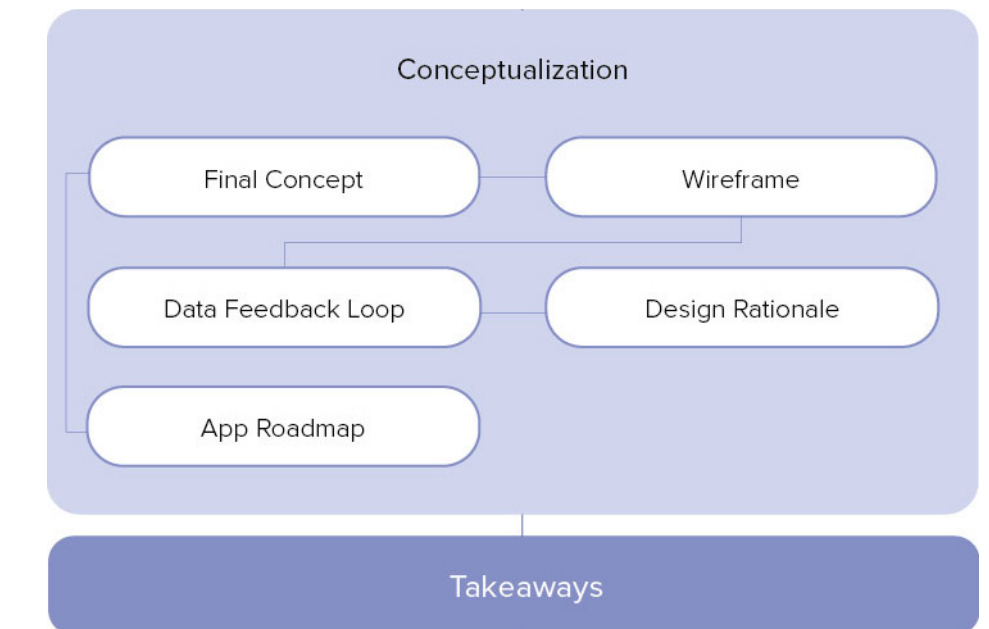 Conceptualization
Final Concept
Wireframe
Data Feedback Loop
Design Rationale
App Roadmap
Takeaways